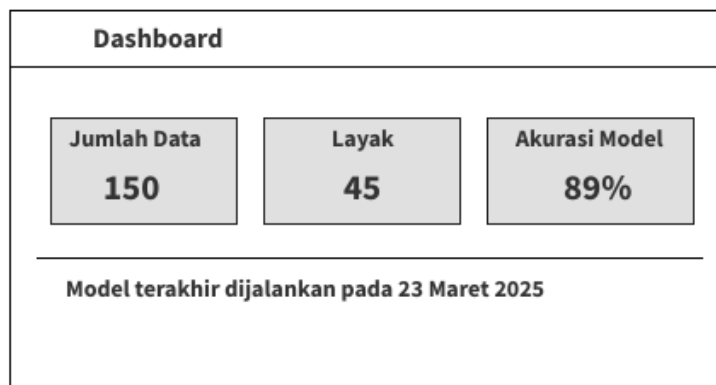 Dashboard
Jumlah Data
150
Layak
45
Akurasi Model
89%
Model terakhir dijalankan pada 23 Maret 2025